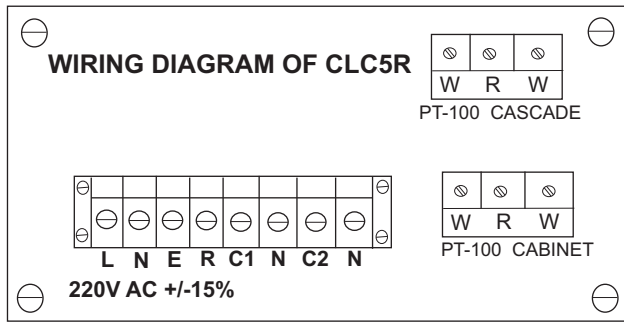 WIRING DIAGRAM OF CLC5R
W R W
PT-100 CASCADE
W R W
PT-100 CABINET
L N E R C1 N C2 N
220V AC +/-15%